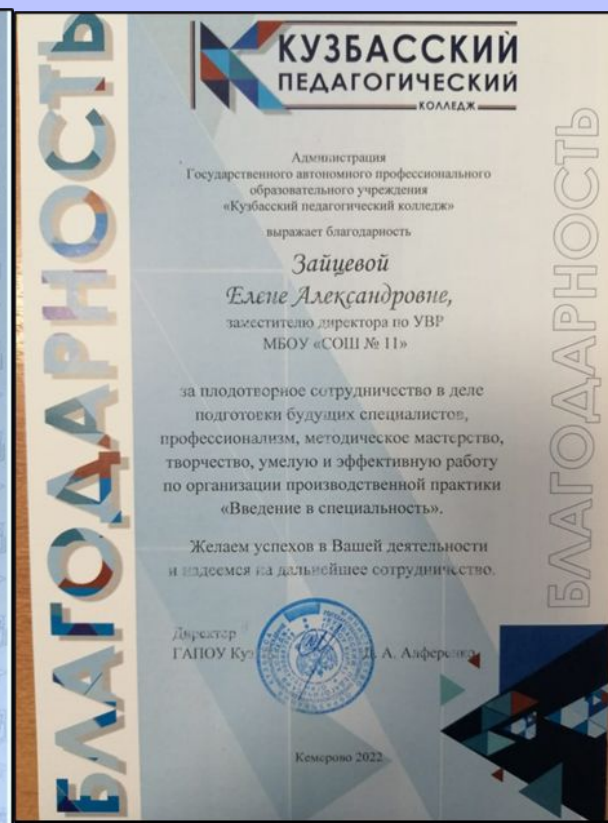 БЛАГОДАРНОСТЬ
КУЗБАССКИЙ
ПЕДАГОГИЧЕСКИЙ
КОЛЛЕДЖ
Администрация
Государственного автономного профессионального
образовательного учреждения
«Кузбасский педагогический колледж»
выражает благодарность
Зайцевой
Елене Александровне,
заместителю директора по УВР
МБОУ «СОШ № 11»
за плодотворное сотрудничество в деле
подготовки будущих специалистов,
профессионализм, методическое мастерство,
творчество, умелую и эффективную работу
по организации производственной практики
«Введение в специальность».
Желаем успехов в Вашей деятельности
и надеемся на дальнейшее сотрудничество.
Директор
ГАПОУ Д. А. Алференко
Кемерово 2022
БЛАГОДАРНОСТЬ